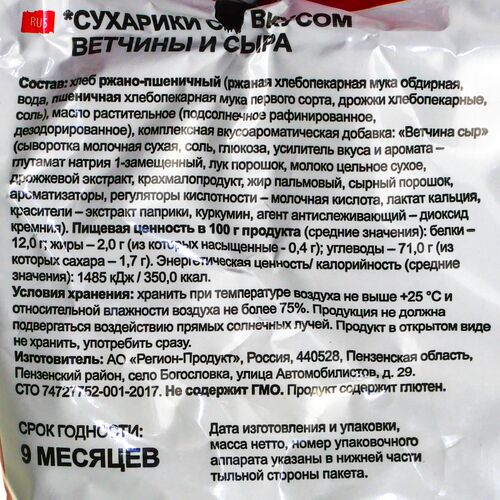 RUS
*СУХАРИКИ СО ВКУСОМ
ВЕТЧИНЫ И СЫРА
Состав: хлеб ржано-пшеничный (ржаная хлебопекарная мука обдирная,
вода, пшеничная хлебопекарная мука первого сорта, дрожжи хлебопекарные,
соль), масло растительное (подсолнечное рафинированное,
дезодорированное), комплексная вкусоароматическая добавка: «Ветчина сыр»
(сыворотка молочная сухая, соль, глюкоза, усилитель вкуса и аромата –
глутамат натрия 1-замещенный, лук порошок, молоко цельное сухое,
дрожжевой экстракт, крахмалопродукт, жир пальмовый, сырный порошок,
ароматизаторы, регуляторы кислотности – молочная кислота, лактат кальция,
красители – экстракт паприки, куркумин, агент антислеживающий – диоксид
кремния). Пищевая ценность в 100 г продукта (средние значения): белки –
12,0 г; жиры – 2,0 г (из которых насыщенные - 0,4 г); углеводы – 71,0 г (из
которых сахара – 1,7 г). Энергетическая ценность/ калорийность (средние
значения): 1485 кДж / 350,0 ккал.
Условия хранения: хранить при температуре воздуха не выше +25 °С и
относительной влажности воздуха не более 75%. Продукция не должна
подвергаться воздействию прямых солнечных лучей. Продукт в открытом виде
не хранить, употребить сразу.
Изготовитель: АО «Регион-Продукт», Россия, 440528, Пензенская область,
Пензенский район, село Богословка, улица Автомобилистов, д. 29.
СТО 74727752-001-2017. Не содержит ГМО. Продукт содержит глютен.
СРОК ГОДНОСТИ:
9 МЕСЯЦЕВ
Дата изготовления и упаковки,
масса нетто, номер упаковочного
аппарата указаны в нижней части
тыльной стороны пакета.